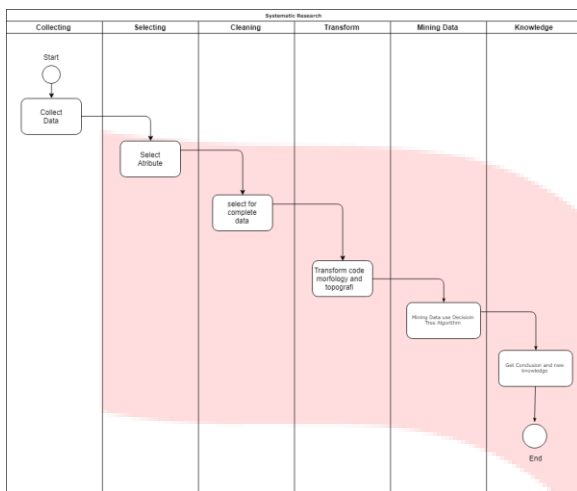 Systematic Research
Collecting
Selecting
Cleaning
Transform
Mining Data
Knowledge
Start
Collect
Data
Select
Atribute
select for
complete
data
Transform code
morfology and
topografi
Mining Data use Decision
Tree Algorithm
Get Conclusion and new
knowledge
End